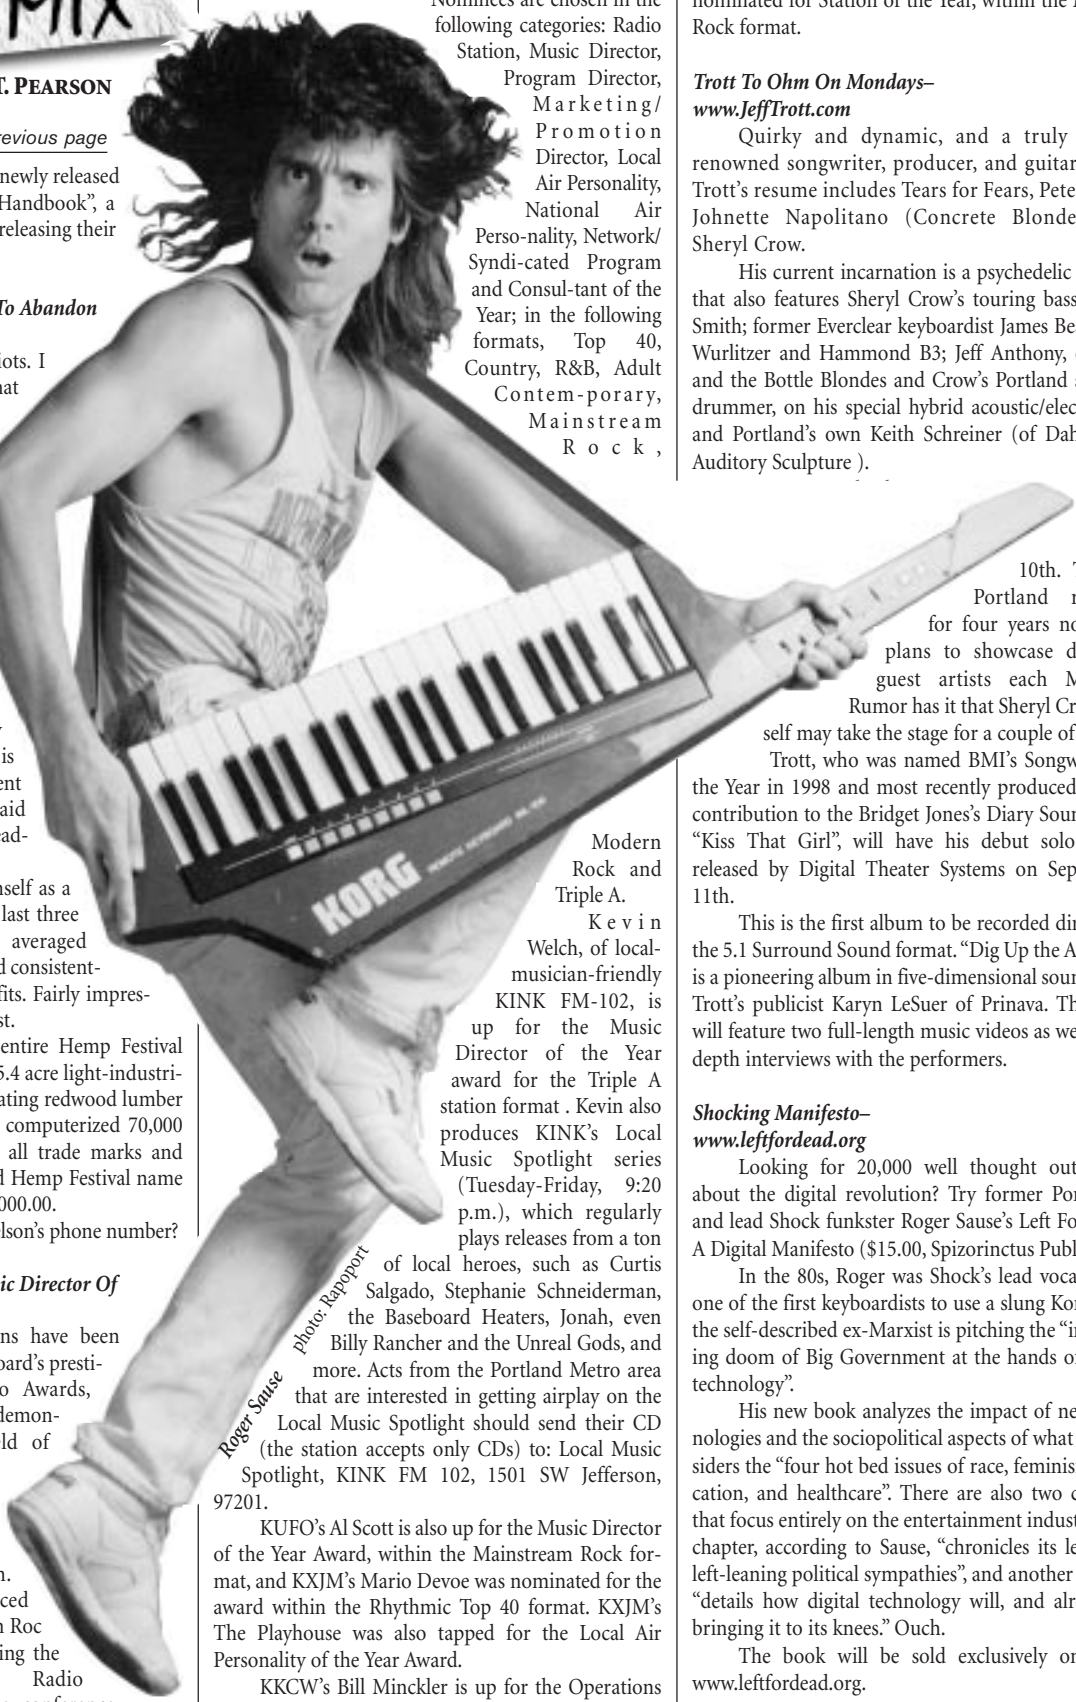 MIX
T. PEARSON
revious page
newly released
Handbook”, a
releasing their
To Abandon
iots. I
hat
y
is
ent
aid
ead-
nself as a
last three
averaged
d consistent-
fits. Fairly impres-
st.
entire Hemp Festival
5.4 acre light-industri-
ating redwood lumber
computerized 70,000
all trade marks and
d Hemp Festival name
000.00.
elson’s phone number?
ic Director Of
ns have been
oard’s presti-
o Awards,
demon-
ld of
n.
ced
n Roc
ing the
Radio
conference
Nominees are chosen in the
following categories: Radio
Station, Music Director,
Program Director,
Marketing/
Promotion
Director, Local
Air Personality,
National Air
Perso-nality, Network/
Syndi-cated Program
and Consul-tant of the
Year; in the following
formats, Top 40,
Country, R&B, Adult
Contem-porary,
Mainstream
Rock,
KORG
REMOTE KEYBOARD
Modern
Rock and
Triple A.
Kevin
Welch, of local-
musician-friendly
KINK FM-102, is
up for the Music
Director of the Year
award for the Triple A
station format . Kevin also
produces KINK’s Local
Music Spotlight series
(Tuesday-Friday, 9:20
p.m.), which regularly
plays releases from a ton
of local heroes, such as Curtis
Salgado, Stephanie Schneiderman,
the Baseboard Heaters, Jonah, even
Billy Rancher and the Unreal Gods, and
more. Acts from the Portland Metro area
that are interested in getting airplay on the
Local Music Spotlight should send their CD
(the station accepts only CDs) to: Local Music
Spotlight, KINK FM 102, 1501 SW Jefferson,
97201.
KUFO’s Al Scott is also up for the Music Director
of the Year Award, within the Mainstream Rock for-
mat, and KXJM’s Mario Devoe was nominated for the
award within the Rhythmic Top 40 format. KXJM’s
The Playhouse was also tapped for the Local Air
Personality of the Year Award.
KKCW’s Bill Minckler is up for the Operations
Roger Sause
photo: Rapoport
nominated for Station of the Year, within the
Rock format.
Trott To Ohm On Mondays–
www.JeffTrott.com
Quirky and dynamic, and a truly
renowned songwriter, producer, and guitar
Trott’s resume includes Tears for Fears, Pete
Johnette Napolitano (Concrete Blonde
Sheryl Crow.
His current incarnation is a psychedelic
that also features Sheryl Crow’s touring bass
Smith; former Everclear keyboardist James Bea
Wurlitzer and Hammond B3; Jeff Anthony,
and the Bottle Blondes and Crow’s Portland
drummer, on his special hybrid acoustic/elec
and Portland’s own Keith Schreiner (of Dah
Auditory Sculpture ).
10th. T
Portland
for four years no
plans to showcase d
guest artists each M
Rumor has it that Sheryl Cr
self may take the stage for a couple of
Trott, who was named BMI’s Songw
the Year in 1998 and most recently produced
contribution to the Bridget Jones’s Diary Soun
“Kiss That Girl”, will have his debut solo
released by Digital Theater Systems on Sep
11th.
This is the first album to be recorded dir
the 5.1 Surround Sound format. “Dig Up the A
is a pioneering album in five-dimensional soun
Trott’s publicist Karyn LeSuer of Prinava. Th
will feature two full-length music videos as we
depth interviews with the performers.
Shocking Manifesto–
www.leftfordead.org
Looking for 20,000 well thought out
about the digital revolution? Try former Por
and lead Shock funkster Roger Sause’s Left Fo
A Digital Manifesto ($15.00, Spizorinctus Publ
In the 80s, Roger was Shock’s lead voca
one of the first keyboardists to use a slung Kor
the self-described ex-Marxist is pitching the “i
ing doom of Big Government at the hands o
technology”.
His new book analyzes the impact of ne
nologies and the sociopolitical aspects of what
siders the “four hot bed issues of race, feminis
cation, and healthcare”. There are also two c
that focus entirely on the entertainment indust
chapter, according to Sause, “chronicles its le
left-leaning political sympathies”, and another
“details how digital technology will, and alr
bringing it to its knees.” Ouch.
The book will be sold exclusively on
www.leftfordead.org.